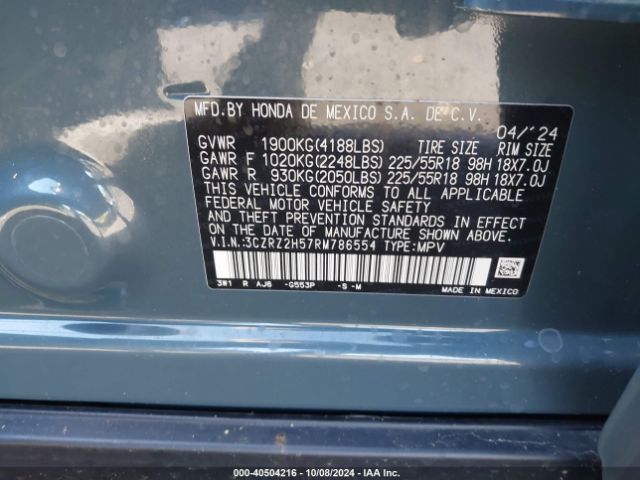 MFD.BY HONDA DE MEXICO S.A. DE C.V.
04/'24
GVWR 1900KG(4188LBS) TIRE SIZE RIM SIZE
GAWR F 1020KG(2248LBS) 225/55R18 98H 18X7.0J
GAWR R 930KG(2050LBS) 225/55R18 98H 18X7.0J
THIS VEHICLE CONFORMS TO ALL APPLICABLE
FEDERAL MOTOR VEHICLE SAFETY
AND THEFT PREVENTION STANDARDS IN EFFECT
ON THE DATE OF MANUFACTURE SHOWN ABOVE.
V.I.N:3CZRZ2H57RM786554 TYPE:MPV
3W1 R AJ6 -G553P -S -M MADE IN MEXICO
000-40504216 - 10/08/2024 - IAA Inc.